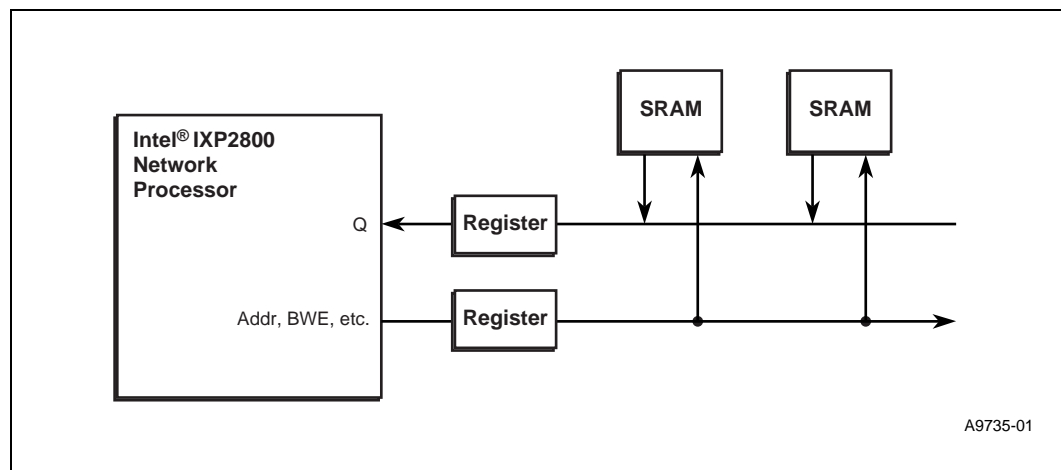 Intel® IXP2800
Network
Processor
Q
Addr, BWE, etc.
Register
Register
SRAM
SRAM
A9735-01